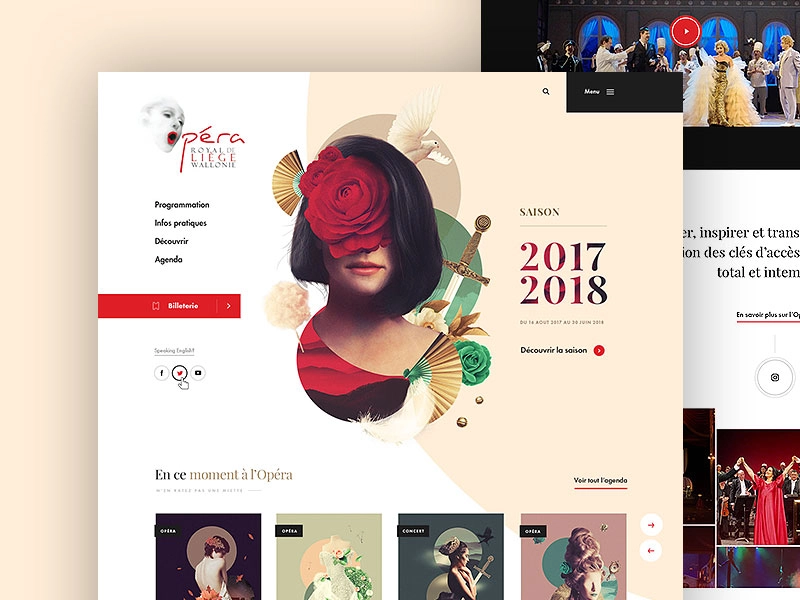 Menu
Opéra
ROYAL DE
LIÈGE
WALLONIE
Programmation
Infos pratiques
Découvrir
Agenda
Billeterie
Speaking English?
SAISON
2017
2018
DU 16 AOUT 2017 AU 30 JUIN 2018
Découvrir la saison
er, inspirer et trans
ion des clés d'accès
total et intem
En savoir plus sur l'Op
En ce moment à l'Opéra
N'EN RATEZ PAS UNE MIETTE
Voir tout l'agenda
OPÉRA
OPÉRA
CONCERT
OPÉRA